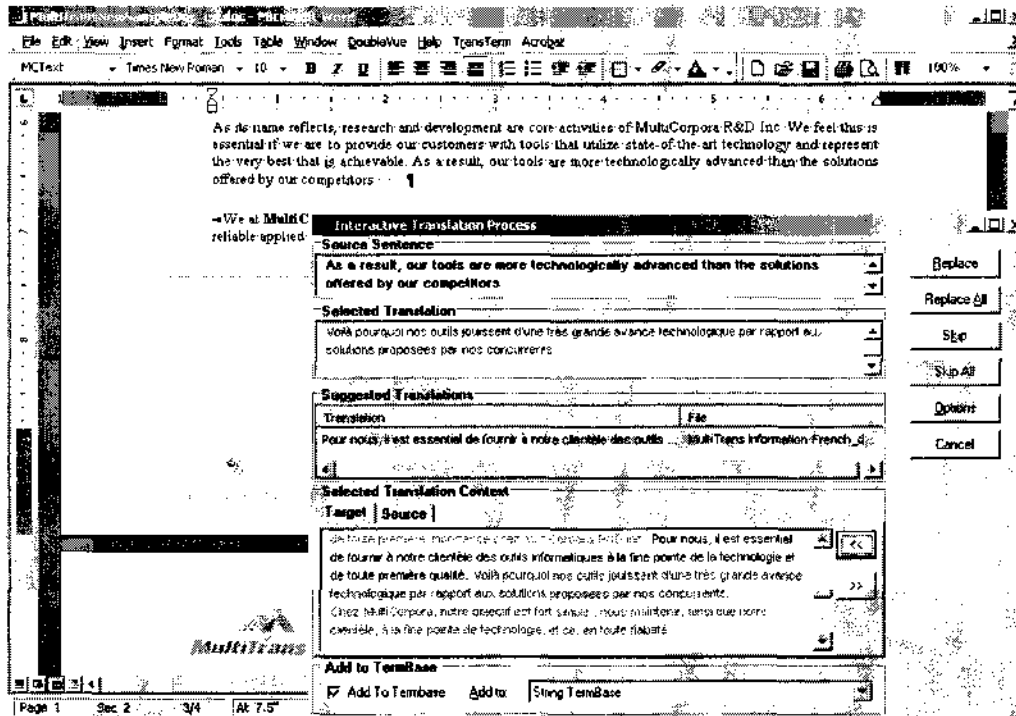 File Edit View Insert Format Tools Table Window DoubleVue Help TransTerm Acrobat
MCText Times New Roman 10 B I U 100%
1 2 3 4 5 6
As its name reflects, research and development are core activities of MultiCorpora R&D Inc. We feel this is
essential if we are to provide our customers with tools that utilize state-of-the-art technology and represent
the very best that is achievable. As a result, our tools are more technologically advanced than the solutions
offered by our competitors ¶
We at MultiC
reliable applied
Interactive Translation Process
Source Sentence
As a result, our tools are more technologically advanced than the solutions
offered by our competitors
Replace
Replace All
Skip
Skip All
Options
Cancel
Selected Translation
Voilà pourquoi nos outils jouissent d'une très grande avance technologique par rapport aux
solutions proposées par nos concurrents
Suggested Translations
Translation File
Pour nous, il est essentiel de fournir à notre clientèle des outils ... MultiTrans Information French_d
Selected Translation Context
Target Source
de toute première Pour nous, il est essentiel
de fournir à notre clientèle des outils informatiques à la fine pointe de la technologie et
de toute première qualité. Voilà pourquoi nos outils jouissent d'une très grande avance
technologique par rapport aux solutions proposées par nos concurrents.
Chez MultiCorpora, notre objectif est fort simple : nous maintenir, ainsi que notre
clientèle, à la fine pointe de technologie, et ce, en toute fiabilité
<<
>>
MultiTrans
Add to TermBase
Add To Termbase Add to: String TermBase
Page 1 Sec 2 3/4 At 7.5"